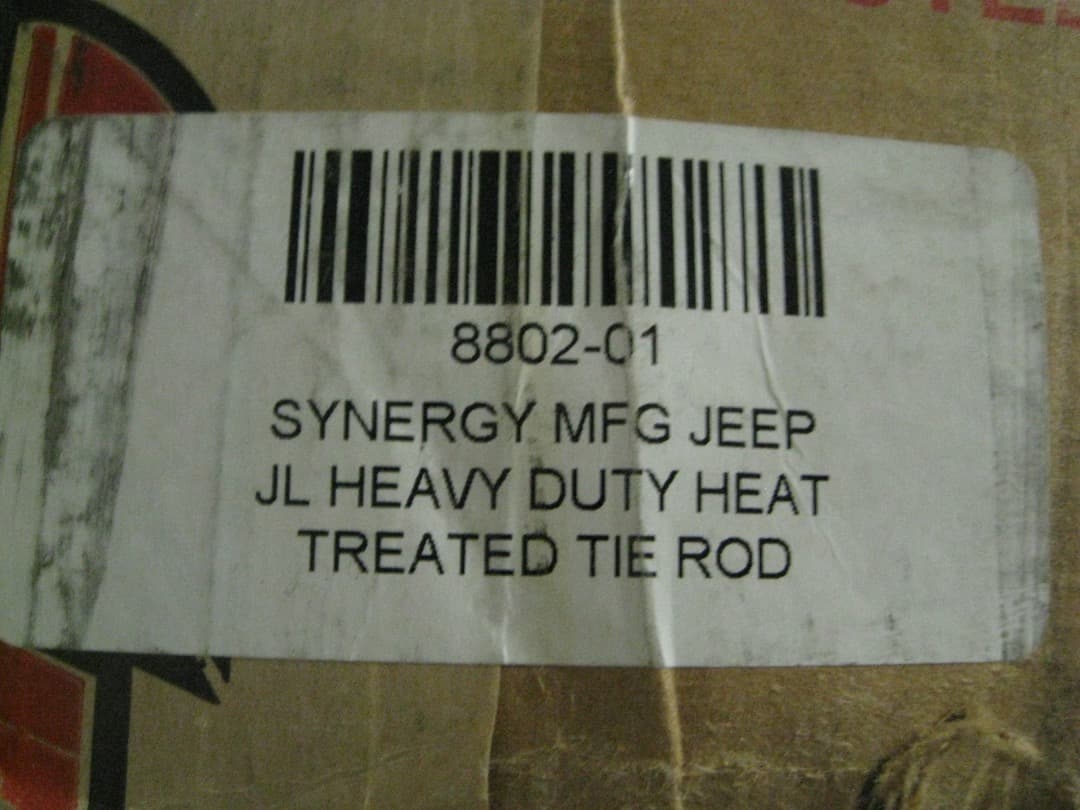 8802-01
SYNERGY MFG JEEP
JL HEAVY DUTY HEAT
TREATED TIE ROD